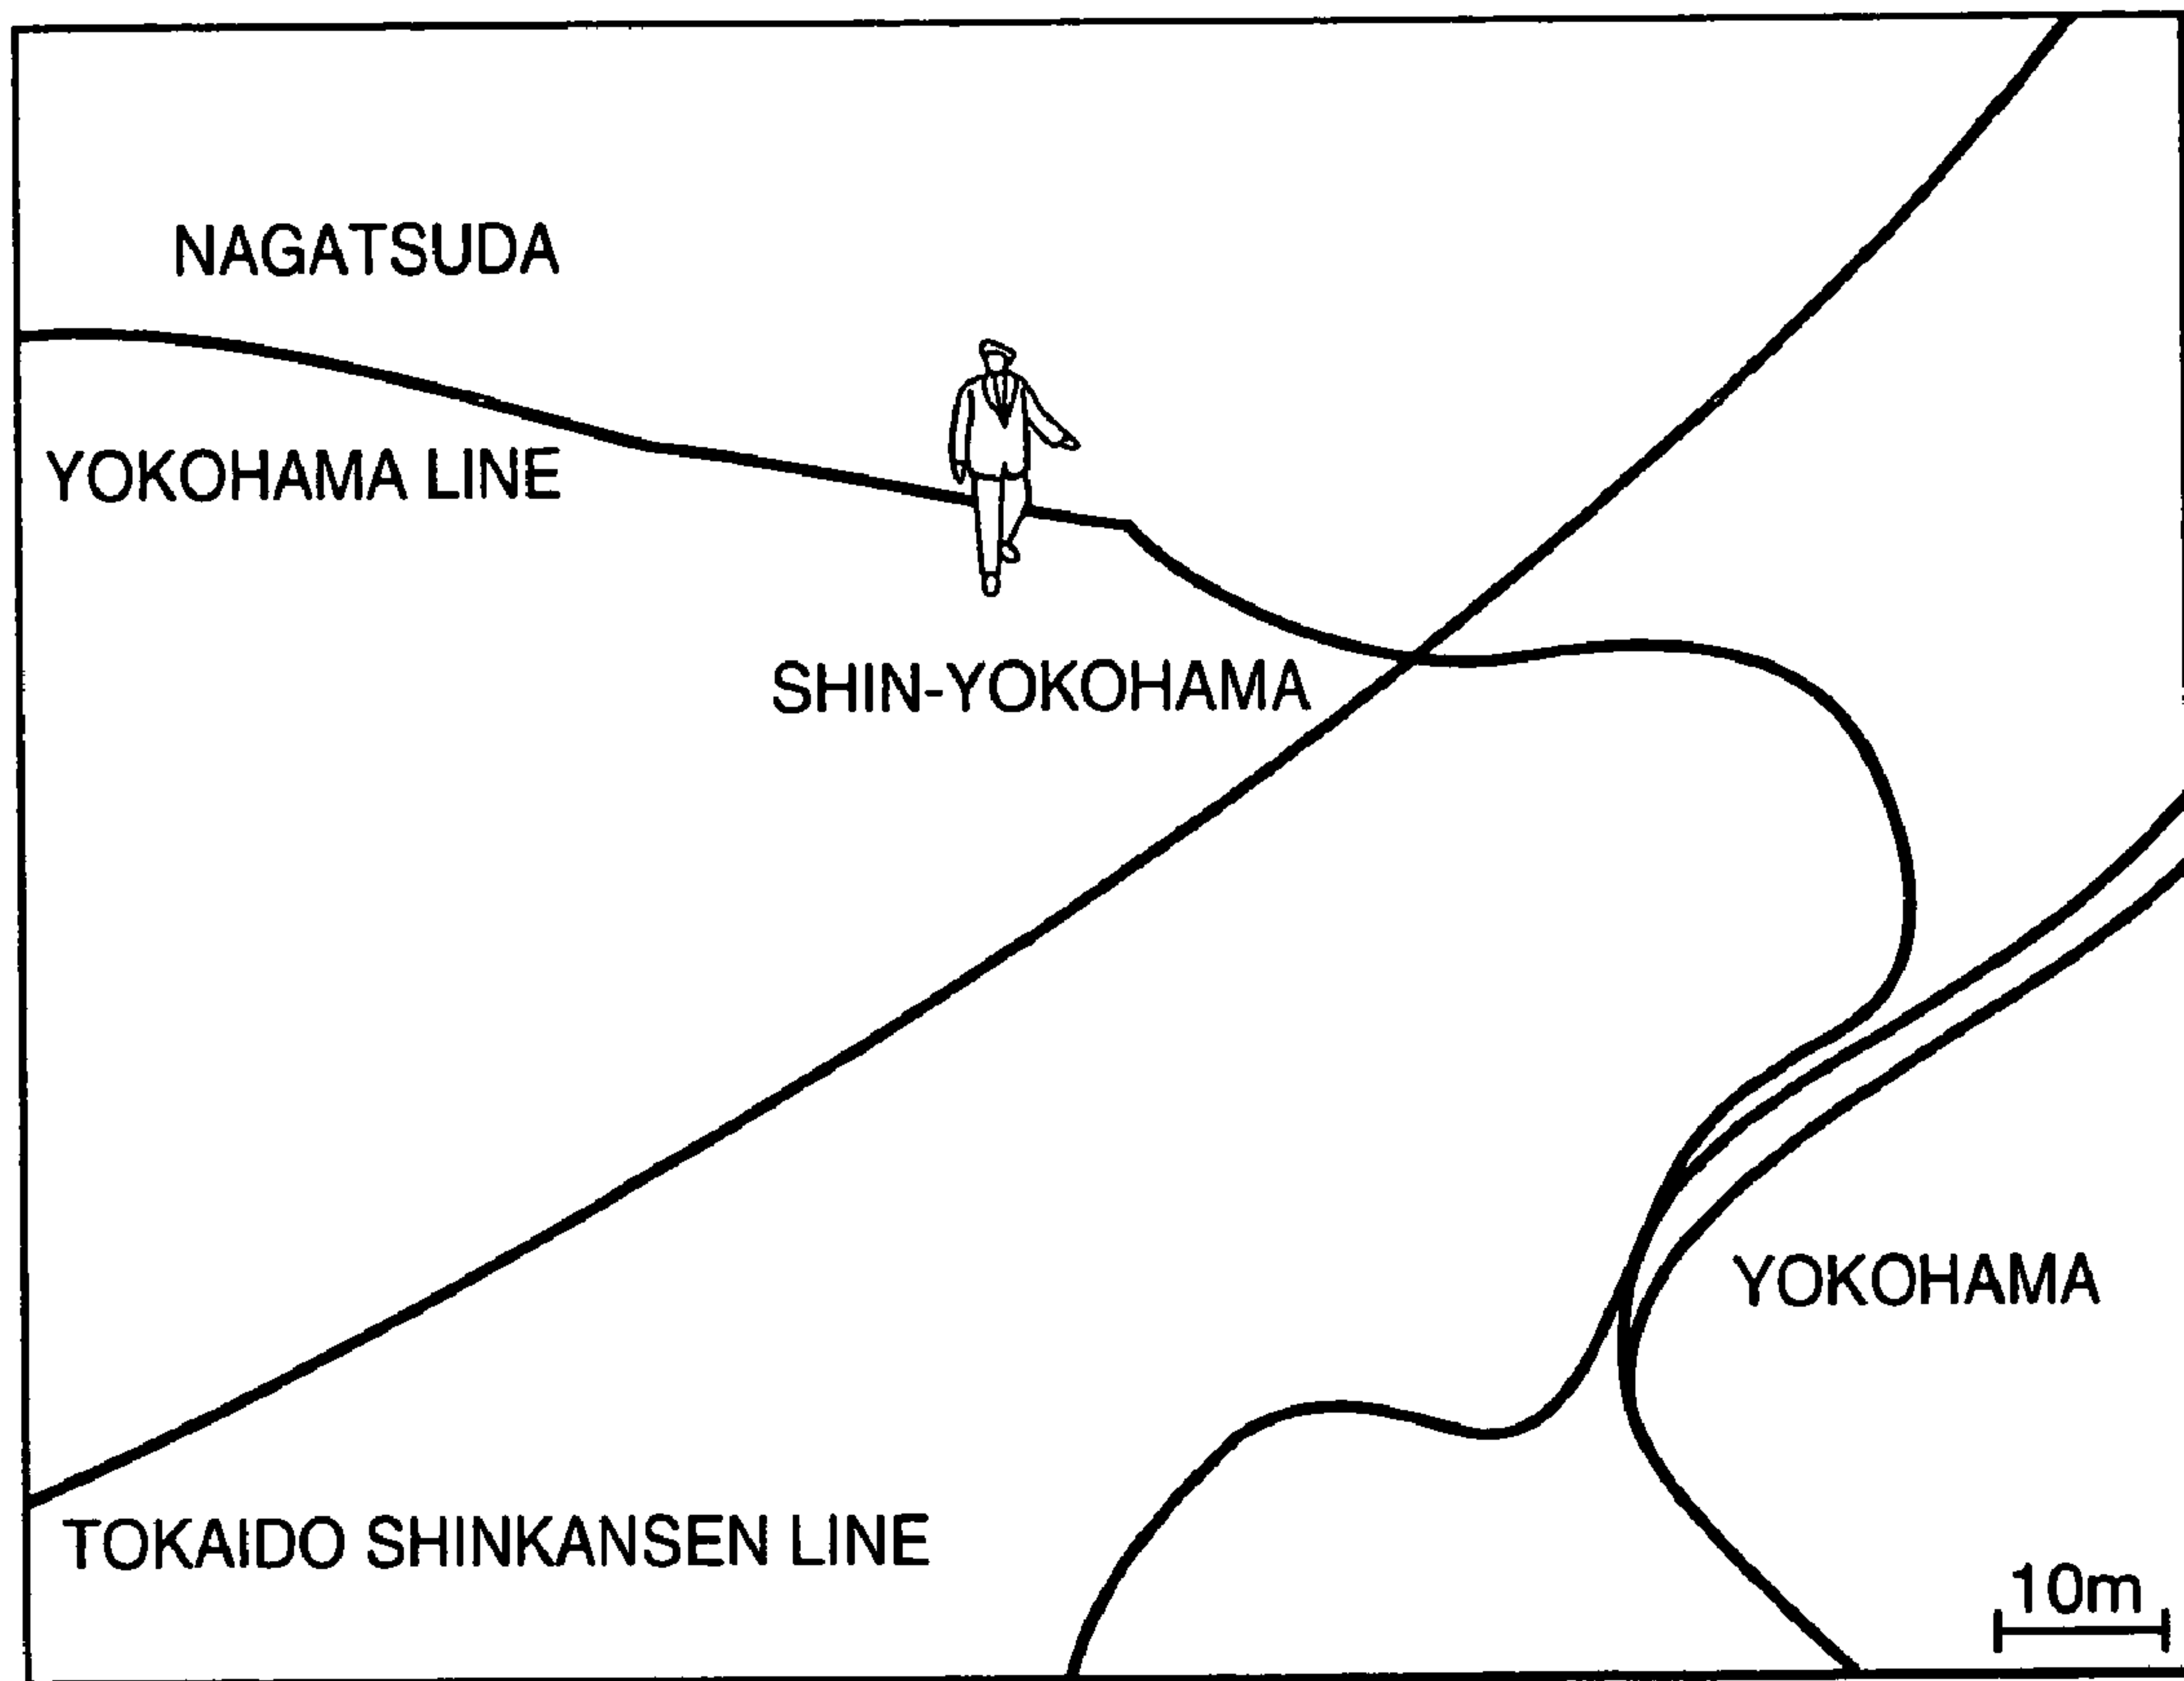 NAGATSUDA
YOKOHAMA LINE
SHIN-YOKOHAMA
YOKOHAMA
TOKAIDO SHINKANSEN LINE
10m